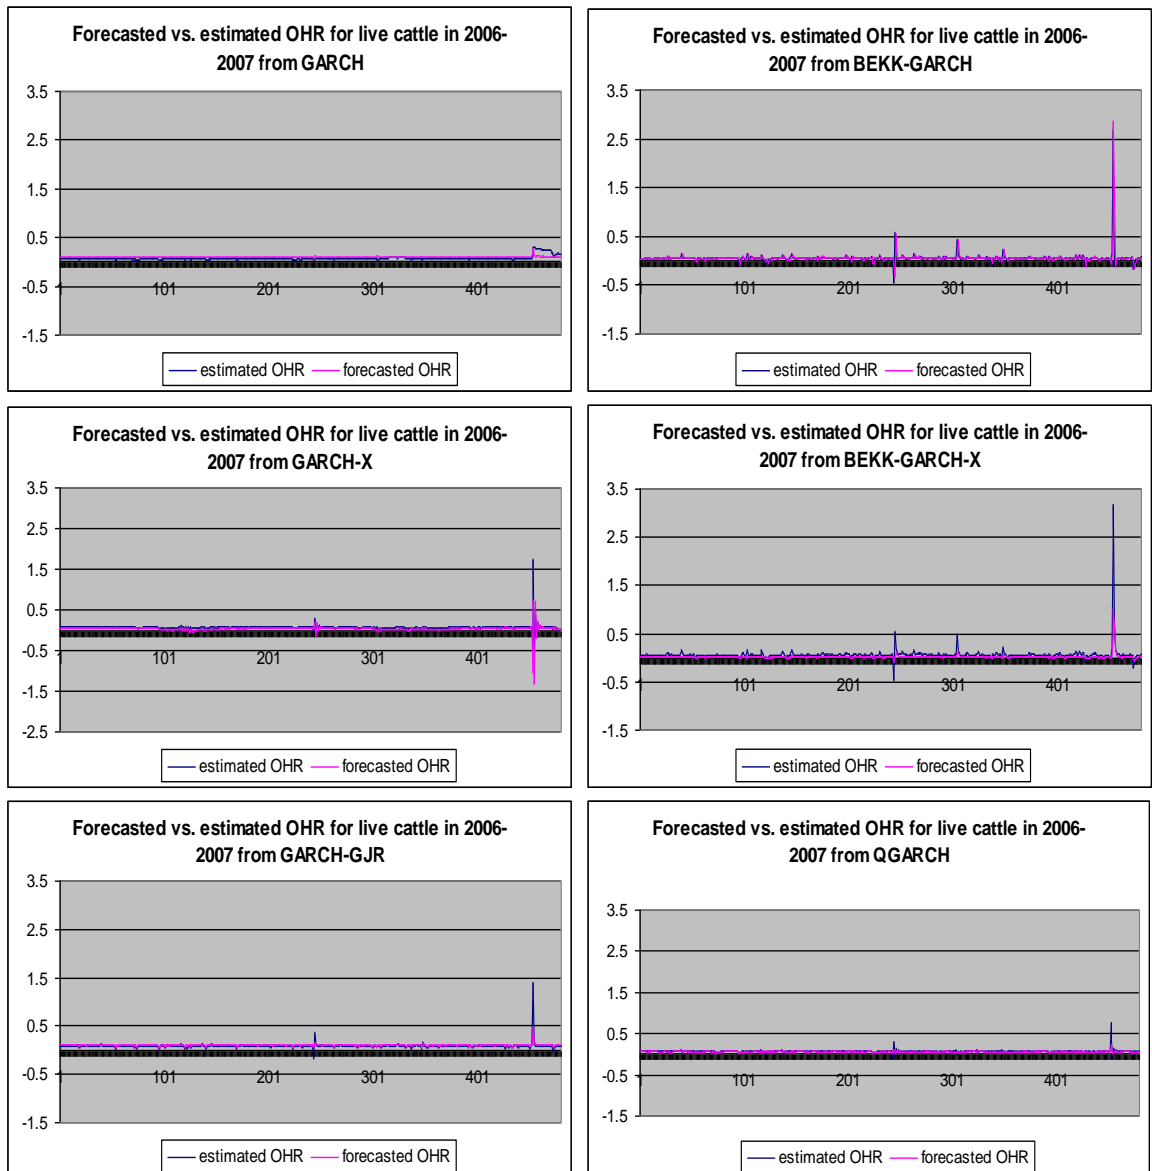 Forecasted vs. estimated OHR for live cattle in 2006-
2007 from GARCH
3.5
2.5
1.5
0.5
-0.5
-1.5
1 101 201 301 401
estimated OHR forecasted OHR
Forecasted vs. estimated OHR for live cattle in 2006-
2007 from BEKK-GARCH
3.5
2.5
1.5
0.5
-0.5
-1.5
1 101 201 301 401
estimated OHR forecasted OHR
Forecasted vs. estimated OHR for live cattle in 2006-
2007 from GARCH-X
3.5
2.5
1.5
0.5
-0.5
-1.5
-2.5
1 101 201 301 401
estimated OHR forecasted OHR
Forecasted vs. estimated OHR for live cattle in 2006-
2007 from BEKK-GARCH-X
3.5
2.5
1.5
0.5
-0.5
-1.5
1 101 201 301 401
estimated OHR forecasted OHR
Forecasted vs. estimated OHR for live cattle in 2006-
2007 from GARCH-GJR
3.5
2.5
1.5
0.5
-0.5
-1.5
1 101 201 301 401
estimated OHR forecasted OHR
Forecasted vs. estimated OHR for live cattle in 2006-
2007 from QGARCH
3.5
2.5
1.5
0.5
-0.5
-1.5
1 101 201 301 401
estimated OHR forecasted OHR